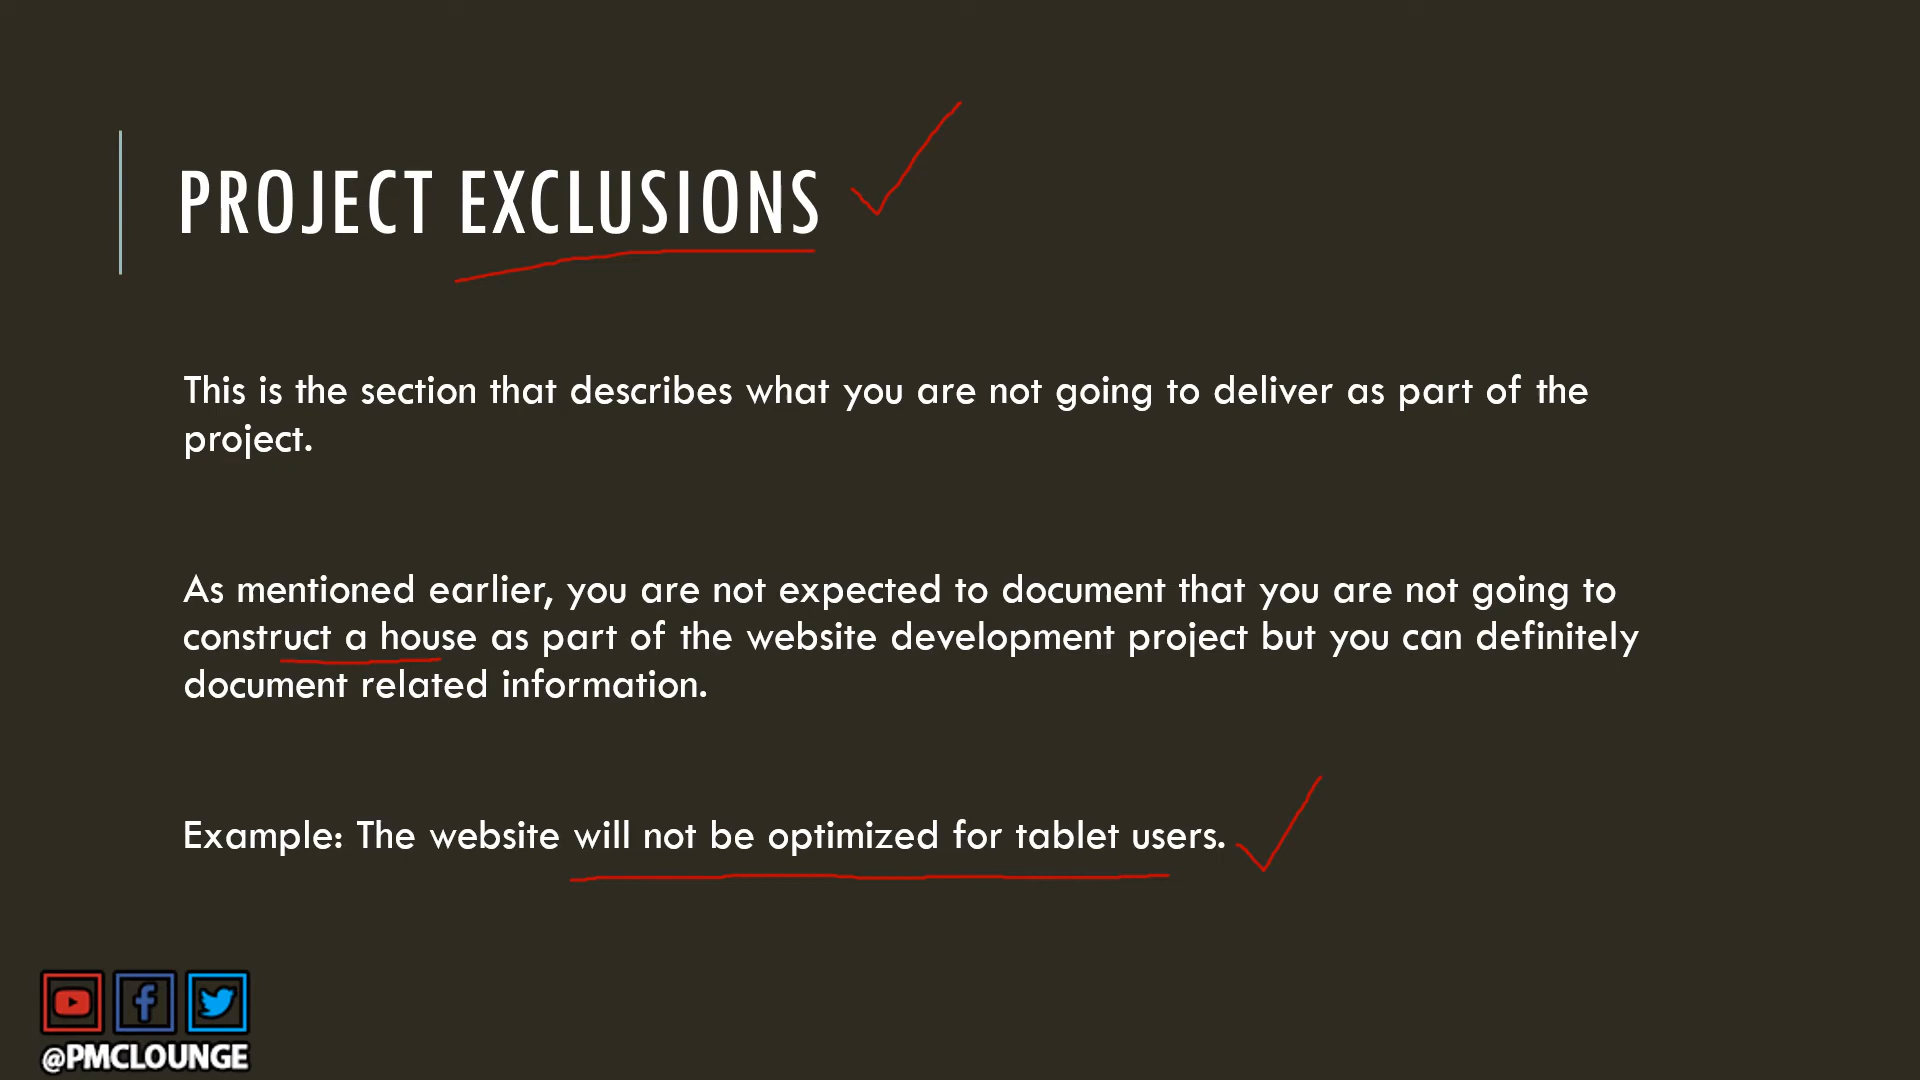 PROJECT EXCLUSIONS
This is the section that describes what you are not going to deliver as part of the
project.
As mentioned earlier, you are not expected to document that you are not going to
construct a house as part of the website development project but you can definitely
document related information.
Example: The website will not be optimized for tablet users.
@PMCLOUNGE